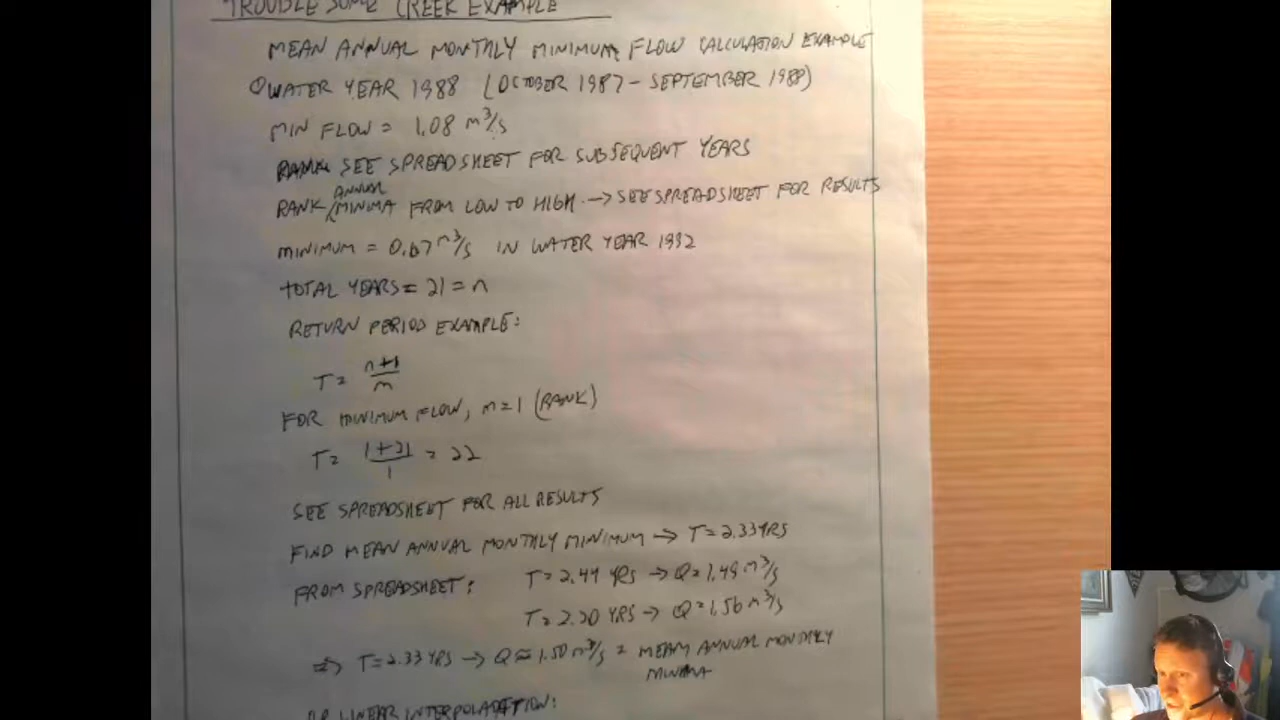 TROUBLESOME CREEK EXAMPLE
MEAN ANNUAL MONTHLY MINIMUM FLOW CALCULATION EXAMPLE
WATER YEAR 1988 (OCTOBER 1987 - SEPTEMBER 1988)
MIN FLOW = 1.08 m³/s
SEE SPREADSHEET FOR SUBSEQUENT YEARS
RANK ANNUAL MINIMA FROM LOW TO HIGH → SEE SPREADSHEET FOR RESULTS
MINIMUM = 0.67 m³/s IN WATER YEAR 1992
TOTAL YEARS = 21 = n
RETURN PERIOD EXAMPLE:
T = (n+1)/m
FOR MINIMUM FLOW, m = 1 (RANK)
T = (1+21)/1 = 22
SEE SPREADSHEET FOR ALL RESULTS
FIND MEAN ANNUAL MONTHLY MINIMUM → T = 2.33 YRS
FROM SPREADSHEET: T = 2.44 YRS → Q = 1.49 m³/s
T = 2.20 YRS → Q = 1.56 m³/s
⇒ T = 2.33 YRS → Q ≈ 1.50 m³/s = MEAN ANNUAL MONTHLY
MINIMA
OR LINEAR INTERPOLATION: